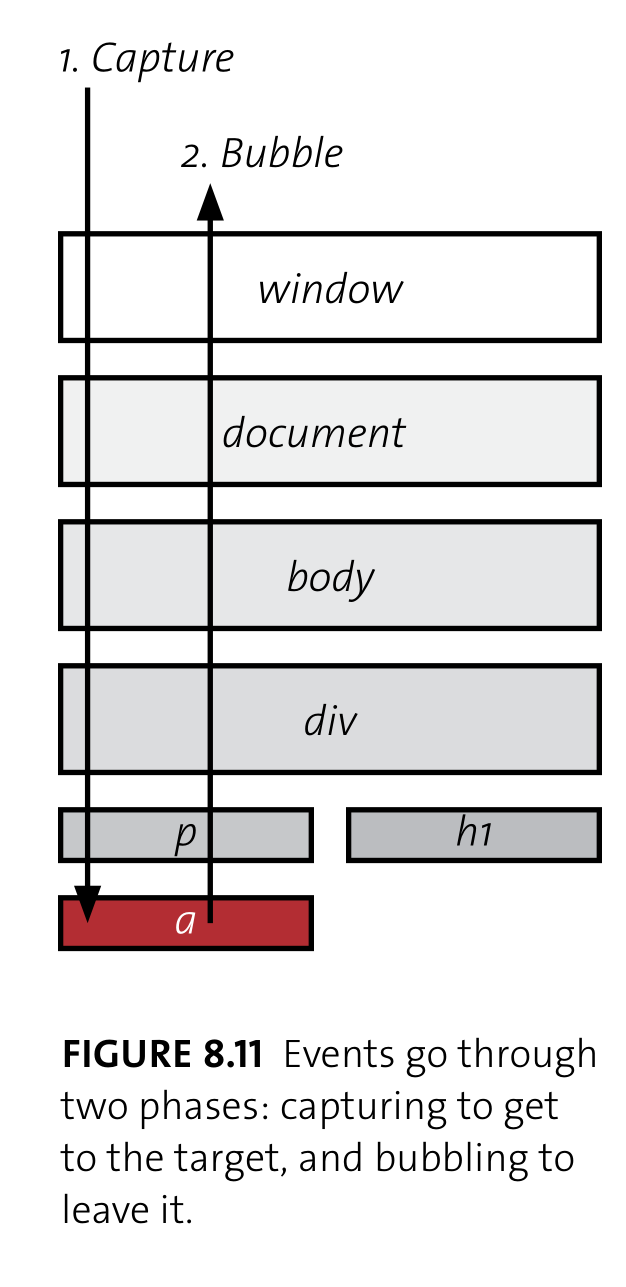 1. Capture
2. Bubble
window
document
body
div
p h1
a
FIGURE 8.11 Events go through
two phases: capturing to get
to the target, and bubbling to
leave it.